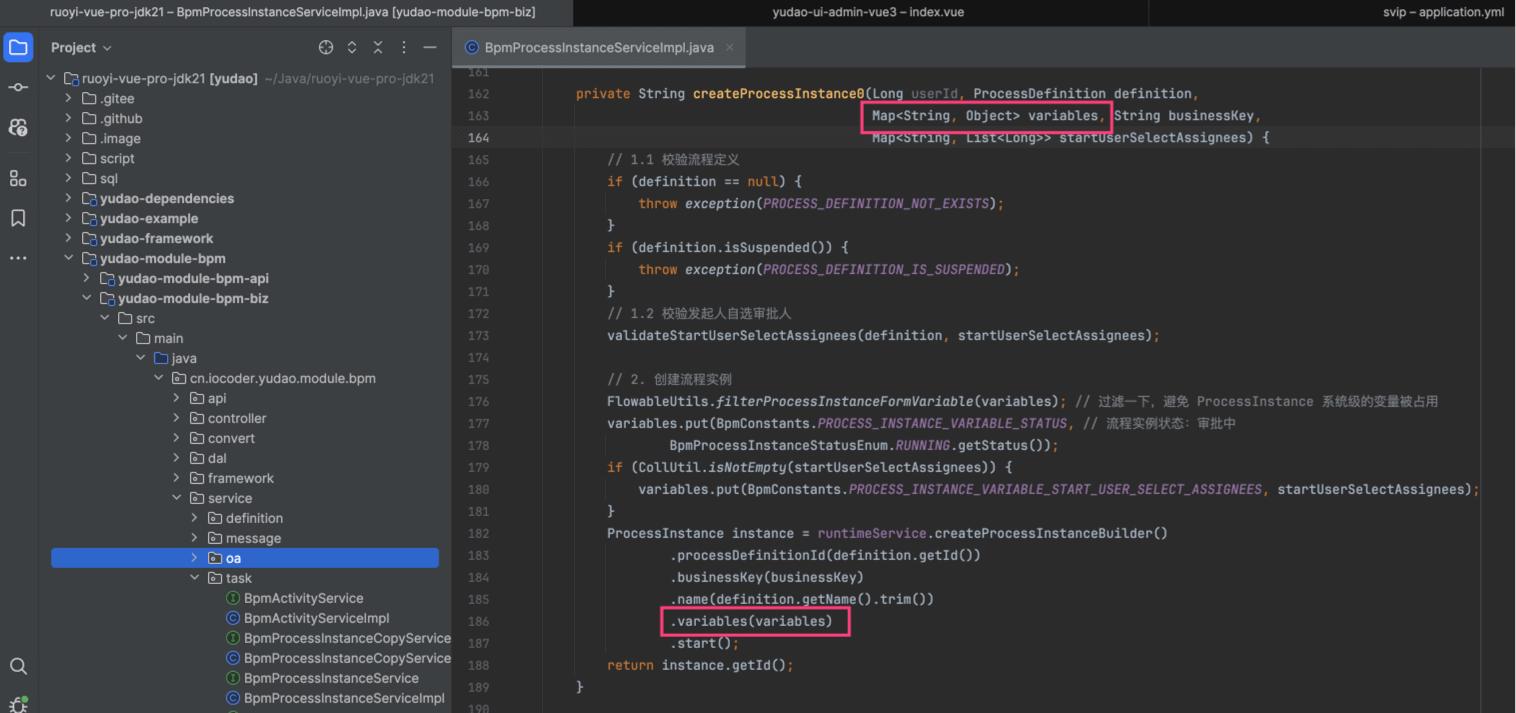 ruoyi-vue-pro-jdk21 – BpmProcessInstanceServiceImpl.java [yudao-module-bpm-biz]
yudao-ui-admin-vue3 – index.vue
svip – application.yml
Project
ruoyi-vue-pro-jdk21 [yudao] ~/Java/ruoyi-vue-pro-jdk21
.gitee
.github
.image
script
sql
yudao-dependencies
yudao-example
yudao-framework
yudao-module-bpm
yudao-module-bpm-api
yudao-module-bpm-biz
src
main
java
cn.iocoder.yudao.module.bpm
api
controller
convert
dal
framework
service
definition
message
oa
task
BpmActivityService
BpmActivityServiceImpl
BpmProcessInstanceCopyService
BpmProcessInstanceCopyService
BpmProcessInstanceService
BpmProcessInstanceServiceImpl
BpmProcessInstanceServiceImpl.java
161
162 private String createProcessInstance0(Long userId, ProcessDefinition definition,
163 Map<String, Object> variables, String businessKey,
164 Map<String, List<Long>> startUserSelectAssignees) {
165 // 1.1 校验流程定义
166 if (definition == null) {
167 throw exception(PROCESS_DEFINITION_NOT_EXISTS);
168 }
169 if (definition.isSuspended()) {
170 throw exception(PROCESS_DEFINITION_IS_SUSPENDED);
171 }
172 // 1.2 校验发起人自选审批人
173 validateStartUserSelectAssignees(definition, startUserSelectAssignees);
174
175 // 2. 创建流程实例
176 FlowableUtils.filterProcessInstanceFormVariable(variables); // 过滤一下，避免 ProcessInstance 系统级的变量被占用
177 variables.put(BpmConstants.PROCESS_INSTANCE_VARIABLE_STATUS, // 流程实例状态：审批中
178 BpmProcessInstanceStatusEnum.RUNNING.getStatus());
179 if (CollUtil.isNotEmpty(startUserSelectAssignees)) {
180 variables.put(BpmConstants.PROCESS_INSTANCE_VARIABLE_START_USER_SELECT_ASSIGNEES, startUserSelectAssignees);
181 }
182 ProcessInstance instance = runtimeService.createProcessInstanceBuilder()
183 .processDefinitionId(definition.getId())
184 .businessKey(businessKey)
185 .name(definition.getName().trim())
186 .variables(variables)
187 .start();
188 return instance.getId();
189 }
190